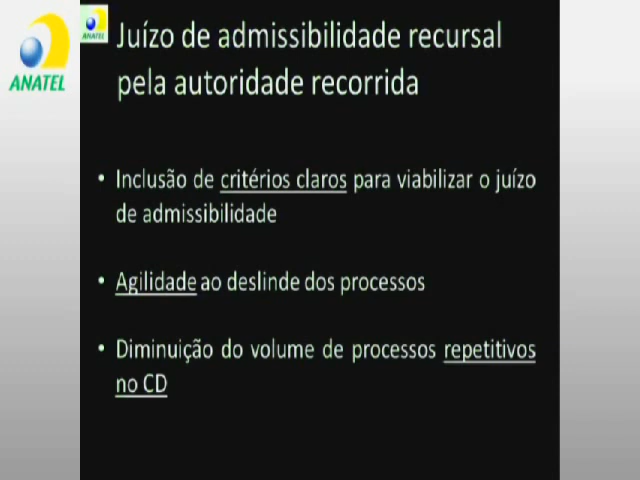 ANATEL
ANATEL
Juízo de admissibilidade recursal
pela autoridade recorrida
• Inclusão de critérios claros para viabilizar o juízo
de admissibilidade
• Agilidade ao deslinde dos processos
• Diminuição do volume de processos repetitivos
no CD